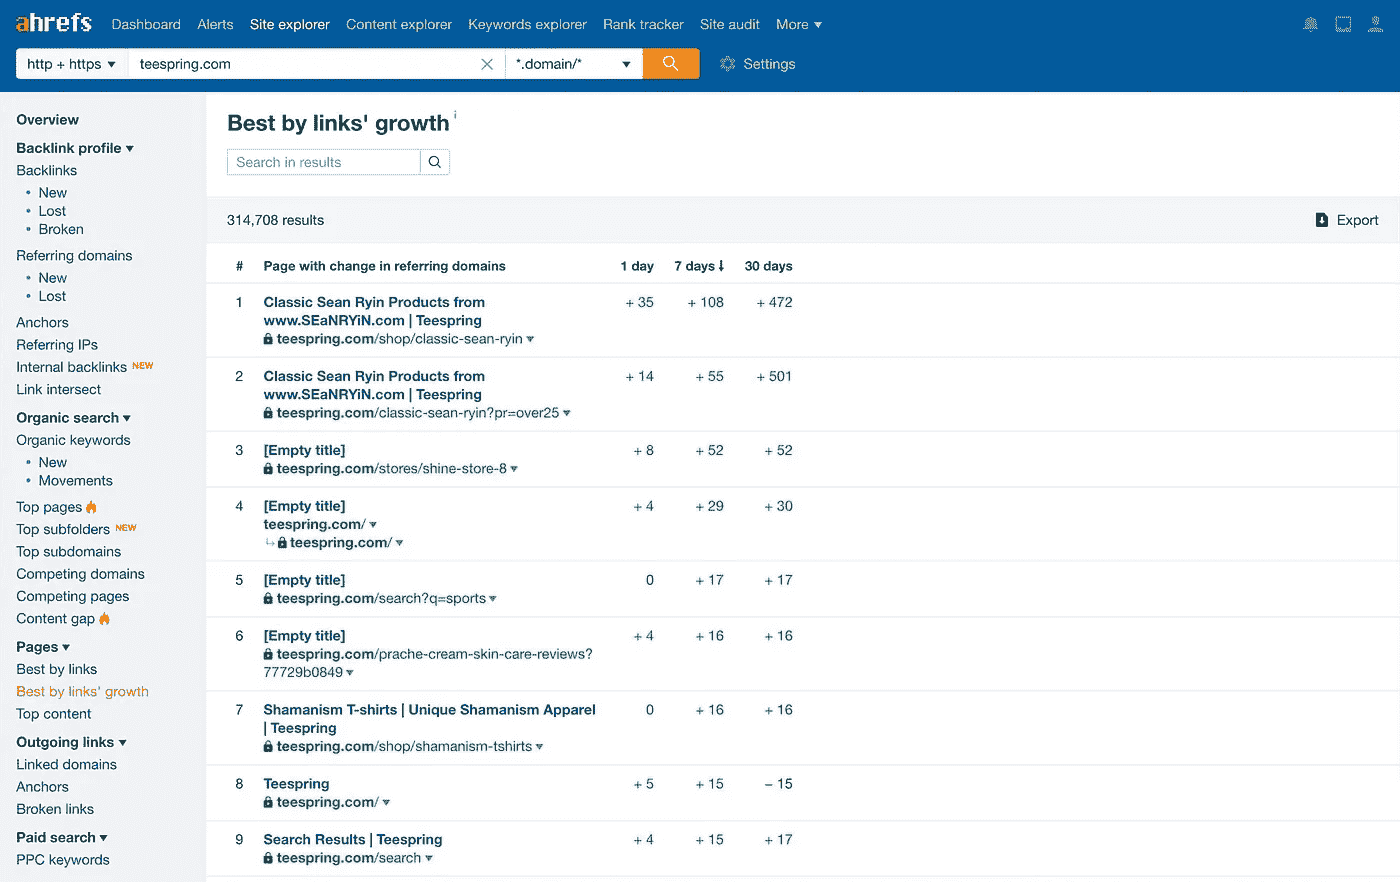 ahrefs Dashboard Alerts Site explorer Content explorer Keywords explorer Rank tracker Site audit More
http + https teespring.com *.domain/* Settings
Overview
Backlink profile
Backlinks
• New
• Lost
• Broken
Referring domains
• New
• Lost
Anchors
Referring IPs
Internal backlinks NEW
Link intersect
Organic search
Organic keywords
• New
• Movements
Top pages
Top subfolders NEW
Top subdomains
Competing domains
Competing pages
Content gap
Pages
Best by links
Best by links' growth
Top content
Outgoing links
Linked domains
Anchors
Broken links
Paid search
PPC keywords
Best by links' growth i
Search in results
314,708 results Export
# Page with change in referring domains 1 day 7 days↓ 30 days
1 Classic Sean Ryin Products from + 35 + 108 + 472
www.SEaNRYiN.com | Teespring
teespring.com/shop/classic-sean-ryin
2 Classic Sean Ryin Products from + 14 + 55 + 501
www.SEaNRYiN.com | Teespring
teespring.com/classic-sean-ryin?pr=over25
3 [Empty title] + 8 + 52 + 52
teespring.com/stores/shine-store-8
4 [Empty title] + 4 + 29 + 30
teespring.com/
teespring.com/
5 [Empty title] 0 + 17 + 17
teespring.com/search?q=sports
6 [Empty title] + 4 + 16 + 16
teespring.com/prache-cream-skin-care-reviews?
77729b0849
7 Shamanism T-shirts | Unique Shamanism Apparel 0 + 16 + 16
| Teespring
teespring.com/shop/shamanism-tshirts
8 Teespring + 5 + 15 − 15
teespring.com/
9 Search Results | Teespring + 4 + 15 + 17
teespring.com/search